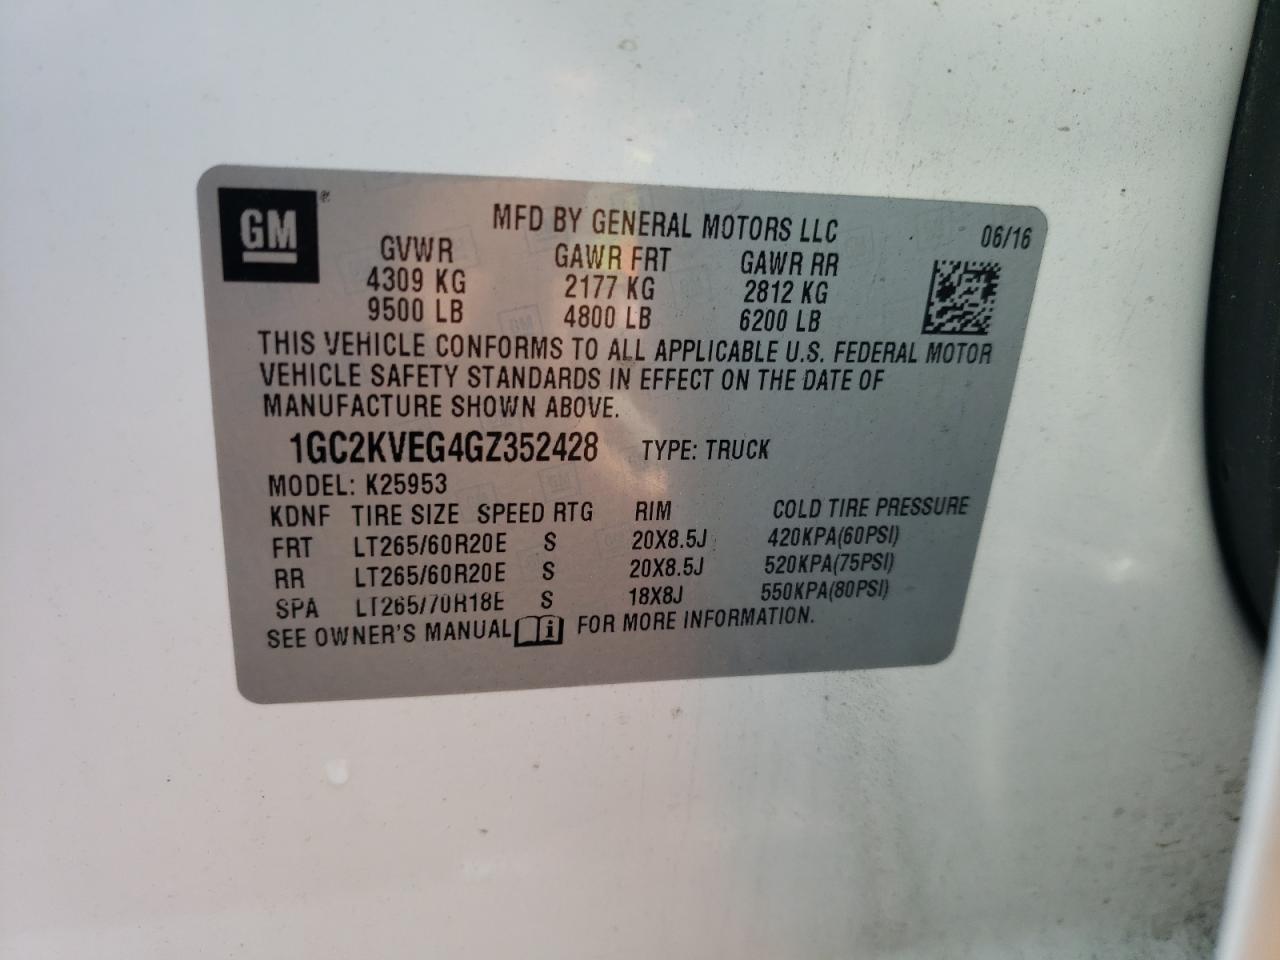 GM ®
MFD BY GENERAL MOTORS LLC 06/16
GVWR GAWR FRT GAWR RR
4309 KG 2177 KG 2812 KG
9500 LB 4800 LB 6200 LB
THIS VEHICLE CONFORMS TO ALL APPLICABLE U.S. FEDERAL MOTOR
VEHICLE SAFETY STANDARDS IN EFFECT ON THE DATE OF
MANUFACTURE SHOWN ABOVE.
1GC2KVEG4GZ352428 TYPE: TRUCK
MODEL: K25953
KDNF TIRE SIZE SPEED RTG RIM COLD TIRE PRESSURE
FRT LT265/60R20E S 20X8.5J 420KPA(60PSI)
RR LT265/60R20E S 20X8.5J 520KPA(75PSI)
SPA LT265/70R18E S 18X8J 550KPA(80PSI)
SEE OWNER'S MANUAL i FOR MORE INFORMATION.